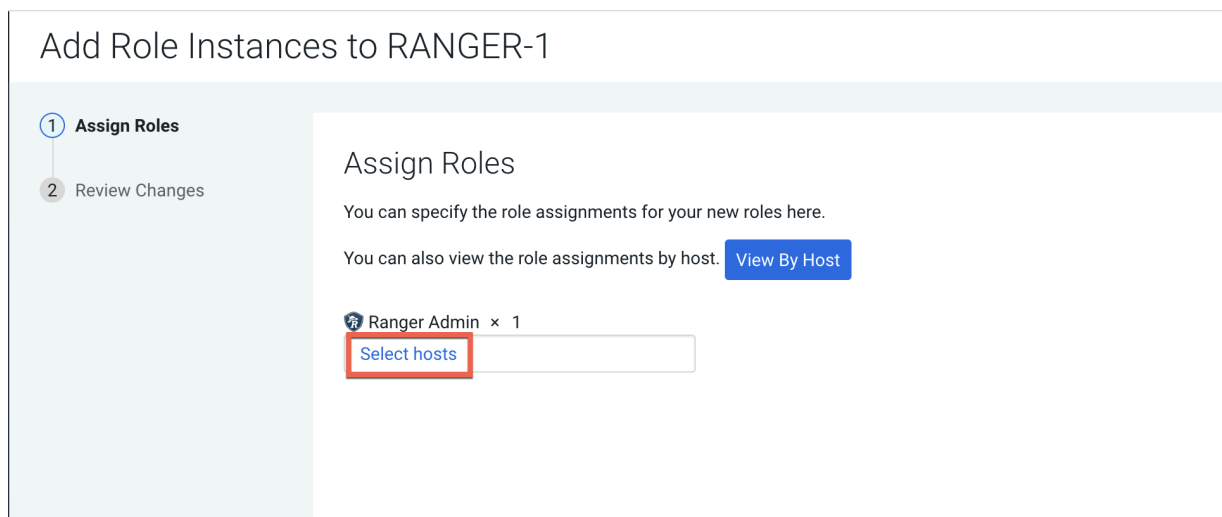 Add Role Instances to RANGER-1
1 Assign Roles
2 Review Changes
Assign Roles
You can specify the role assignments for your new roles here.
You can also view the role assignments by host. View By Host
Ranger Admin × 1
Select hosts